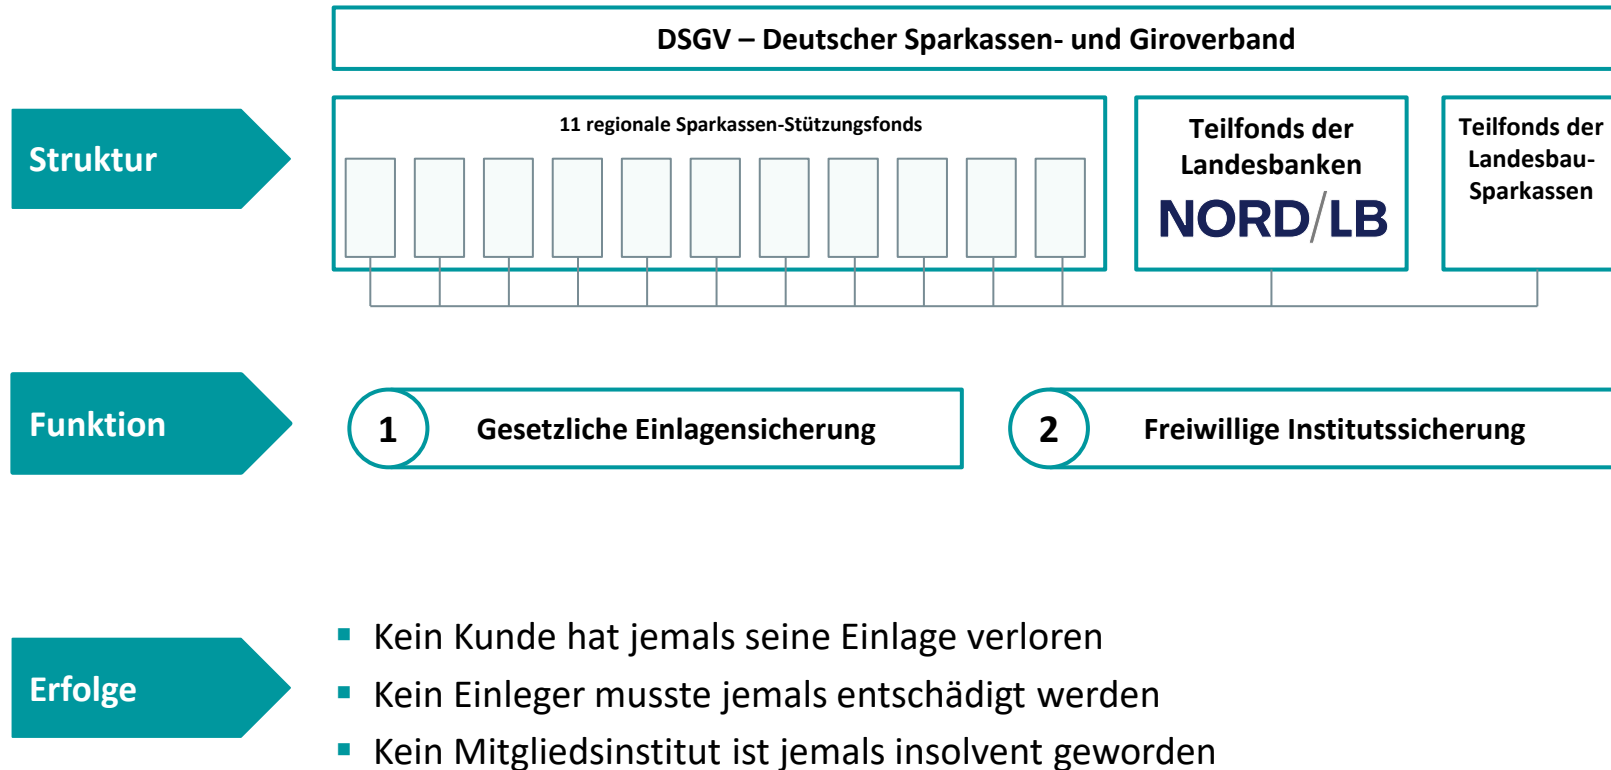 DSGV – Deutscher Sparkassen- und Giroverband
Struktur
11 regionale Sparkassen-Stützungsfonds
Teilfonds der
Landesbanken
NORD/LB
Teilfonds der
Landesbau-
Sparkassen
Funktion
1
Gesetzliche Einlagensicherung
2
Freiwillige Institutssicherung
Erfolge
▪ Kein Kunde hat jemals seine Einlage verloren
▪ Kein Einleger musste jemals entschädigt werden
▪ Kein Mitgliedsinstitut ist jemals insolvent geworden